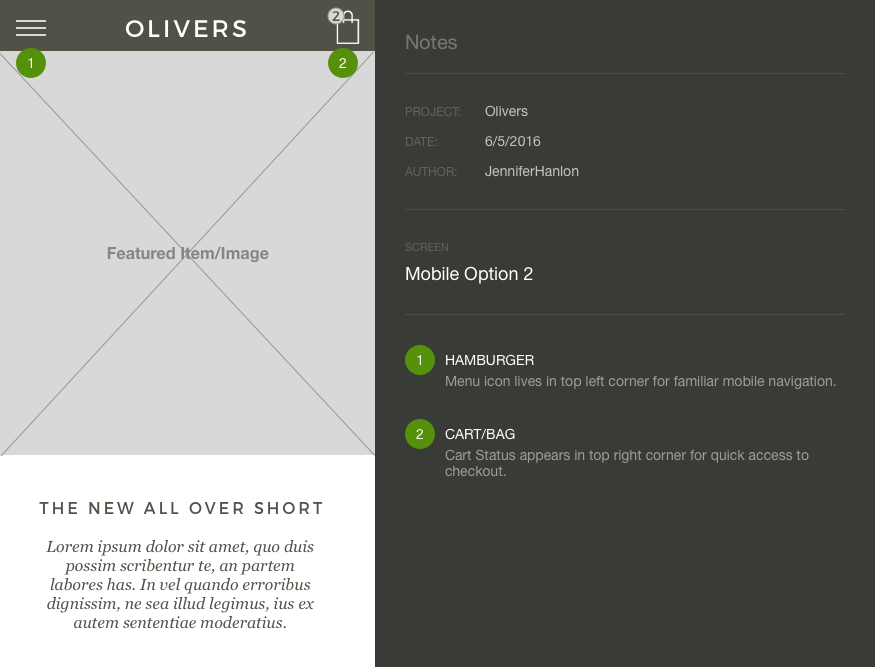 OLIVERS
2
1
2
Featured Item/Image
THE NEW ALL OVER SHORT
Lorem ipsum dolor sit amet, quo duis
possim scribentur te, an partem
labores has. In vel quando erroribus
dignissim, ne sea illud legimus, ius ex
autem sententiae moderatius.
Notes
PROJECT: Olivers
DATE: 6/5/2016
AUTHOR: JenniferHanlon
SCREEN
Mobile Option 2
1 HAMBURGER
Menu icon lives in top left corner for familiar mobile navigation.
2 CART/BAG
Cart Status appears in top right corner for quick access to
checkout.